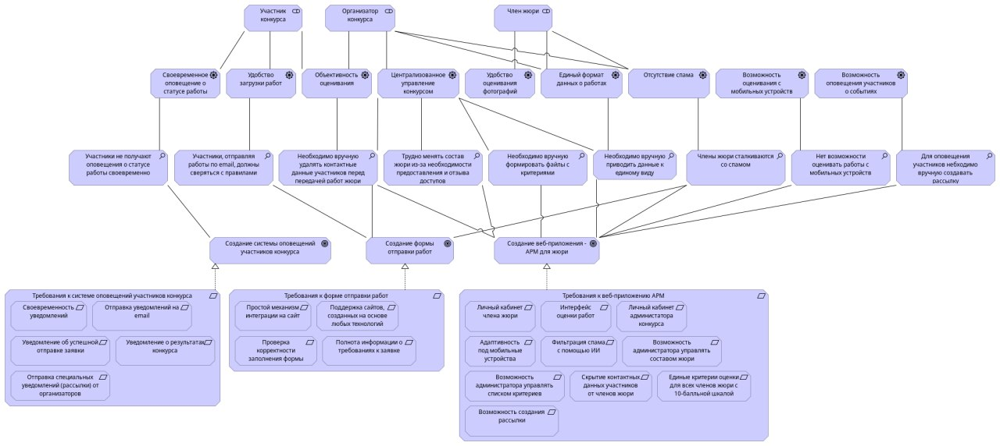 Участник
конкурса
Организатор
конкурса
Член жюри
Своевременное
оповещение о
статусе работы
Удобство
загрузки работ
Объективность
оценивания
Централизованное
управление
конкурсом
Удобство
оценивания
фотографий
Единый формат
данных о работах
Отсутствие спама
Возможность
оценивания с
мобильных устройств
Возможность
оповещения участников
о событиях
Участники не получают
оповещения о статусе
работы своевременно
Участники, отправляя
работы по email, должны
сверяться с правилами
Необходимо вручную
удалять контактные
данные участников перед
передачей работ жюри
Трудно менять состав
жюри из-за необходимости
предоставления и отзыва
доступов
Необходимо вручную
формировать файлы с
критериями
Необходимо вручную
приводить данные к
единому виду
Члены жюри сталкиваются
со спамом
Нет возможности
оценивать работы с
мобильных устройств
Для оповещения
участников небходимо
вручную создавать
рассылку
Создание системы оповещений
участников конкурса
Создание формы
отправки работ
Создание веб-приложения -
АРМ для жюри
Требования к системе оповещений участников конкурса
Своевременность
уведомлений
Отправка уведомлений на
email
Уведомление об успешной
отправке заявки
Уведомление о результатах
конкурса
Отправка специальных
уведомлений (рассылки) от
организаторов
Требования к форме отправки работ
Простой механизм
интеграции на сайт
Поддержка сайтов,
созданных на основе
любых технологий
Проверка
корректности
заполнения формы
Полнота информации о
требованиях к заявке
Требования к веб-приложению АРМ
Личный кабинет
члена жюри
Интерфейс
оценки работ
Личный кабинет
администатора
конкурса
Адаптивность
под мобильные
устройства
Фильтрация спама
с помощью ИИ
Возможность
администратора управлять
составом жюри
Возможность
администратора управлять
списком критериев
Скрытие контактных
данных участников
от членов жюри
Единые критерии оценки
для всех членов жюри с
10-балльной шкалой
Возможность создания
рассылки